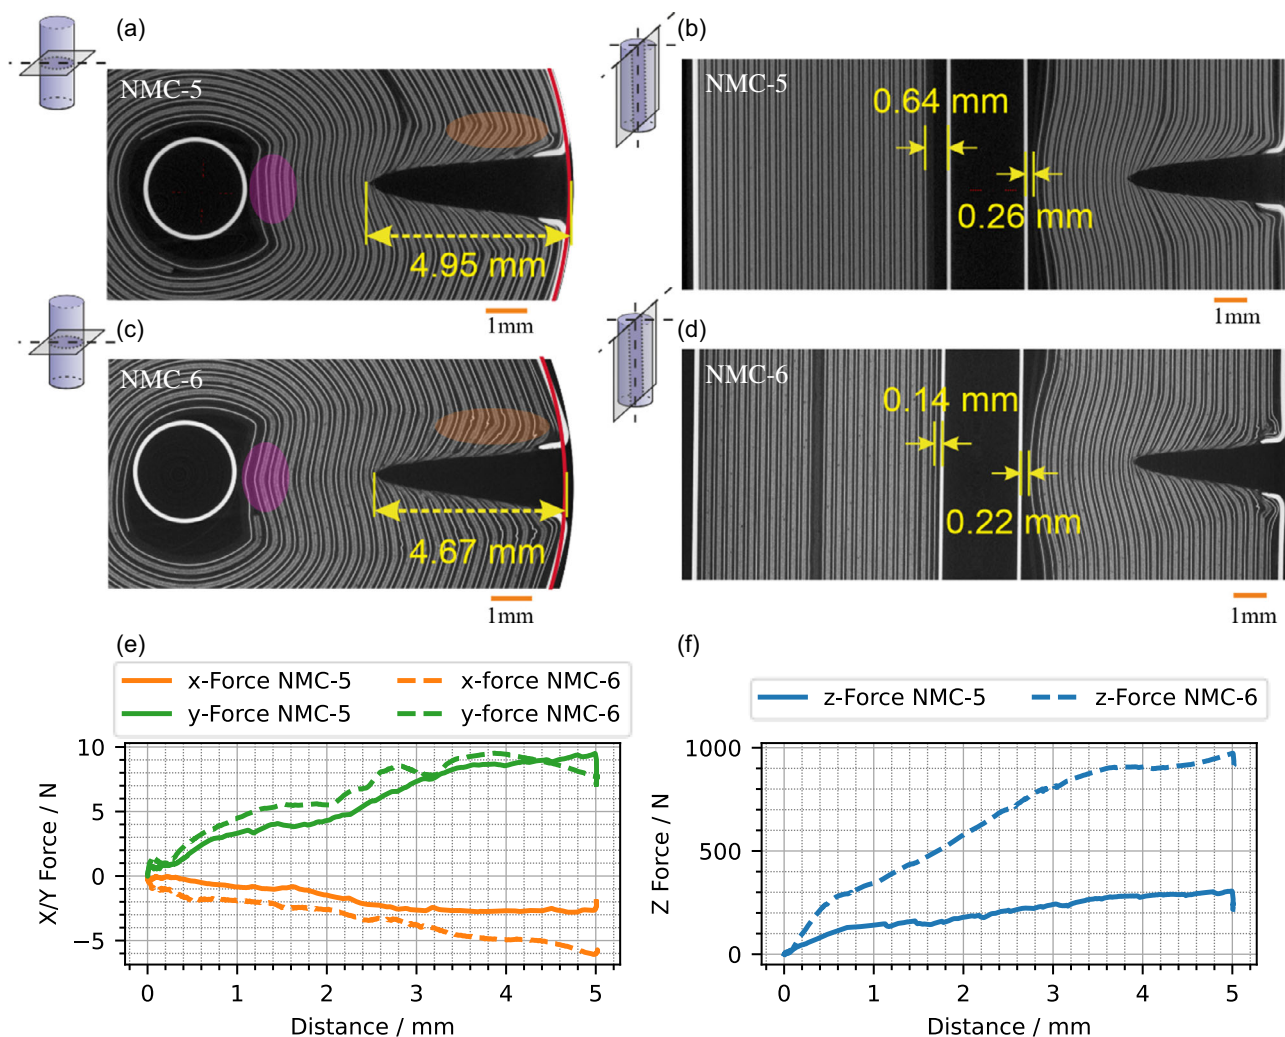 (a)
NMC-5
4.95 mm
1mm
(b)
NMC-5
0.64 mm
0.26 mm
1mm
(c)
NMC-6
4.67 mm
1mm
(d)
NMC-6
0.14 mm
0.22 mm
1mm
(e)
x-Force NMC-5
x-force NMC-6
y-Force NMC-5
y-force NMC-6
X/Y Force / N
10
5
0
−5
0 1 2 3 4 5
Distance / mm
(f)
z-Force NMC-5
z-Force NMC-6
Z Force / N
1000
500
0
0 1 2 3 4 5
Distance / mm